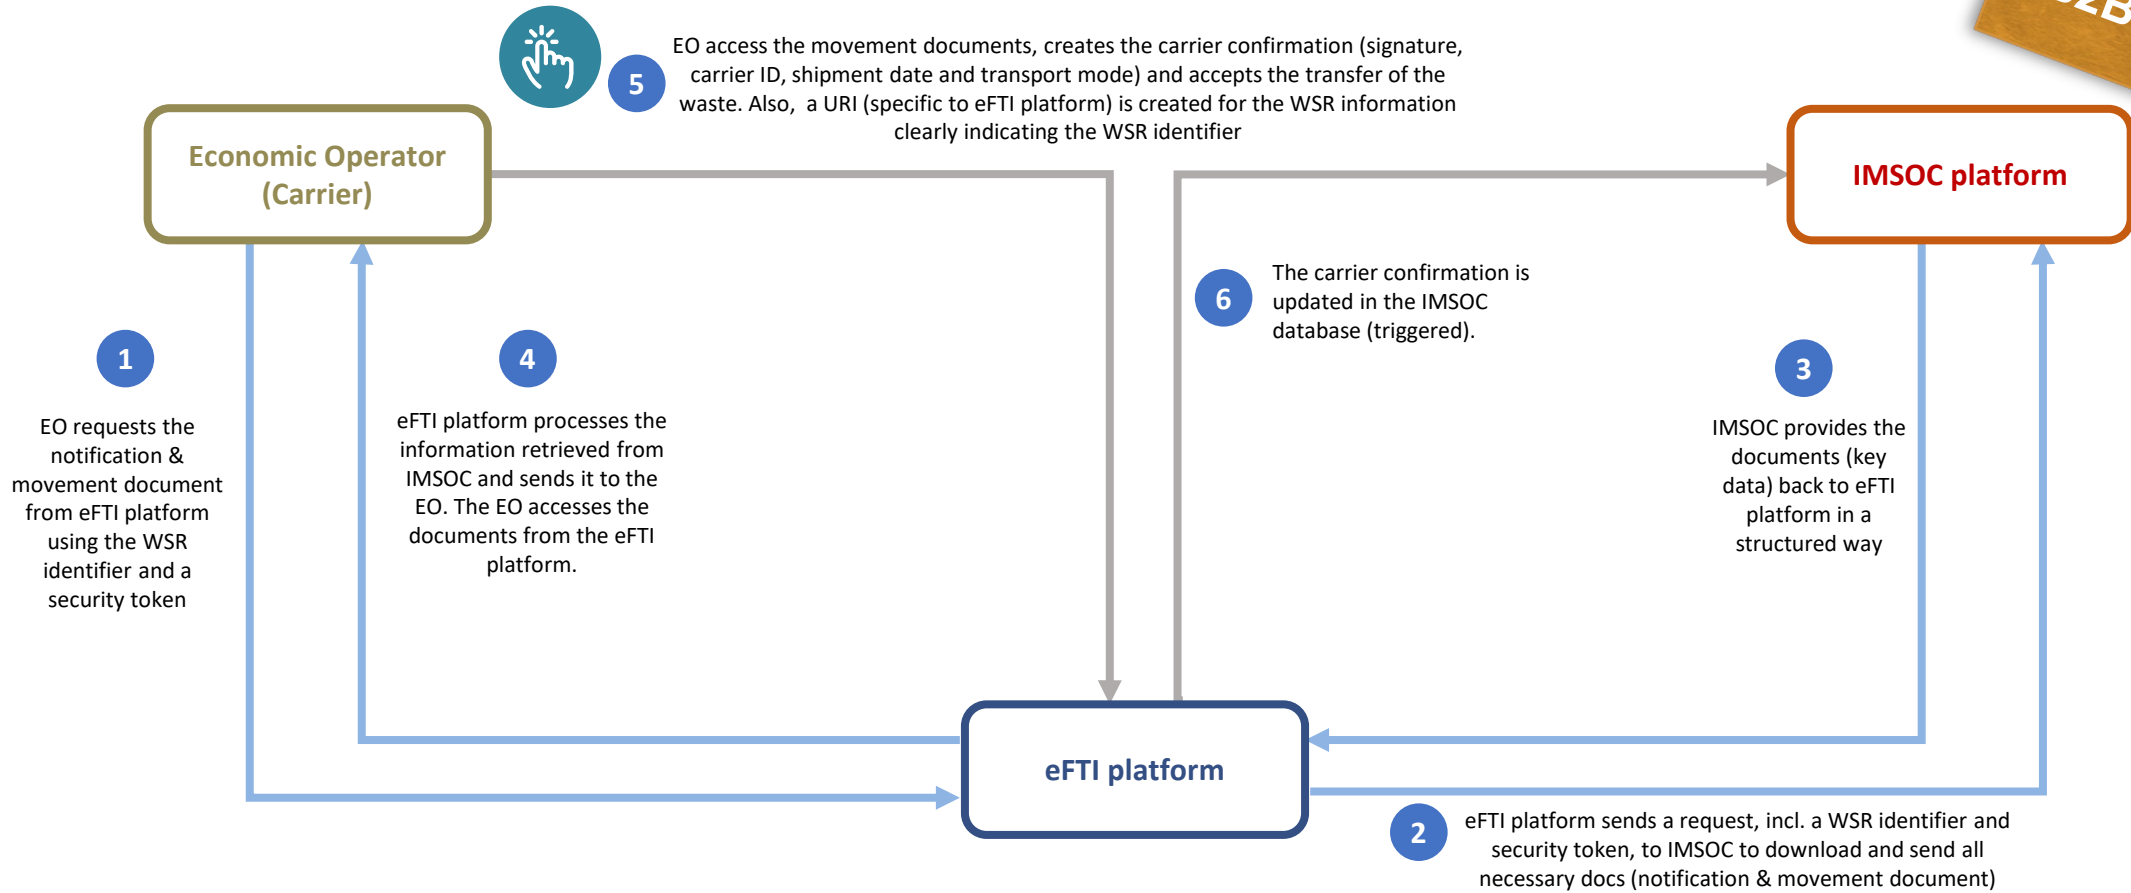 5
EO access the movement documents, creates the carrier confirmation (signature,
carrier ID, shipment date and transport mode) and accepts the transfer of the
waste. Also,  a URI (specific to eFTI platform) is created for the WSR information
clearly indicating the WSR identifier
Economic Operator
(Carrier)
IMSOC platform
6
The carrier confirmation is
updated in the IMSOC
database (triggered).
1
EO requests the
notification &
movement document
from eFTI platform
using the WSR
identifier and a
security token
4
eFTI platform processes the
information retrieved from
IMSOC and sends it to the
EO. The EO accesses the
documents from the eFTI
platform.
3
IMSOC provides the
documents (key
data) back to eFTI
platform in a
structured way
eFTI platform
2
eFTI platform sends a request, incl. a WSR identifier and
security token, to IMSOC to download and send all
necessary docs (notification & movement document)